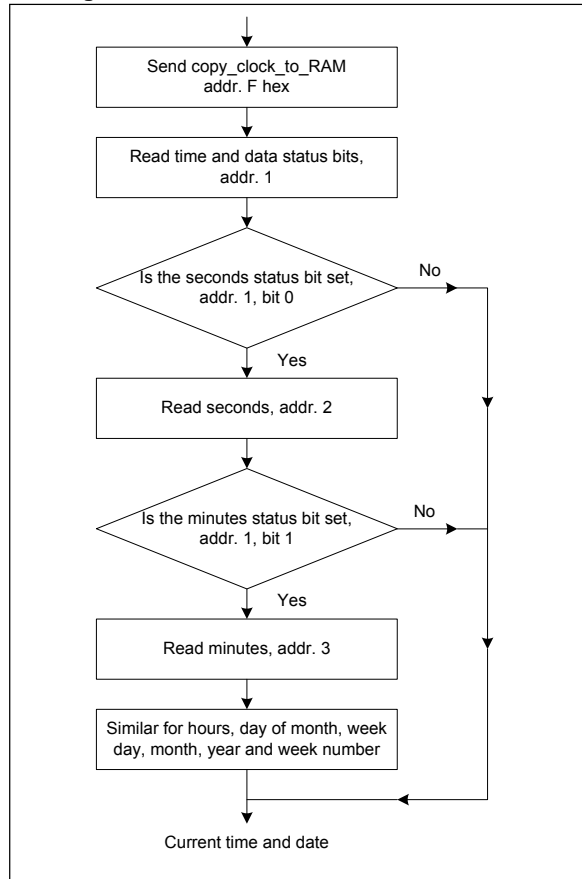 Send copy_clock_to_RAM
addr. F hex
Read time and data status bits,
addr. 1
Is the seconds status bit set,
addr. 1, bit 0
No
Yes
Read seconds, addr. 2
Is the minutes status bit set,
addr. 1, bit 1
No
Yes
Read minutes, addr. 3
Similar for hours, day of month, week
day, month, year and week number
Current time and date